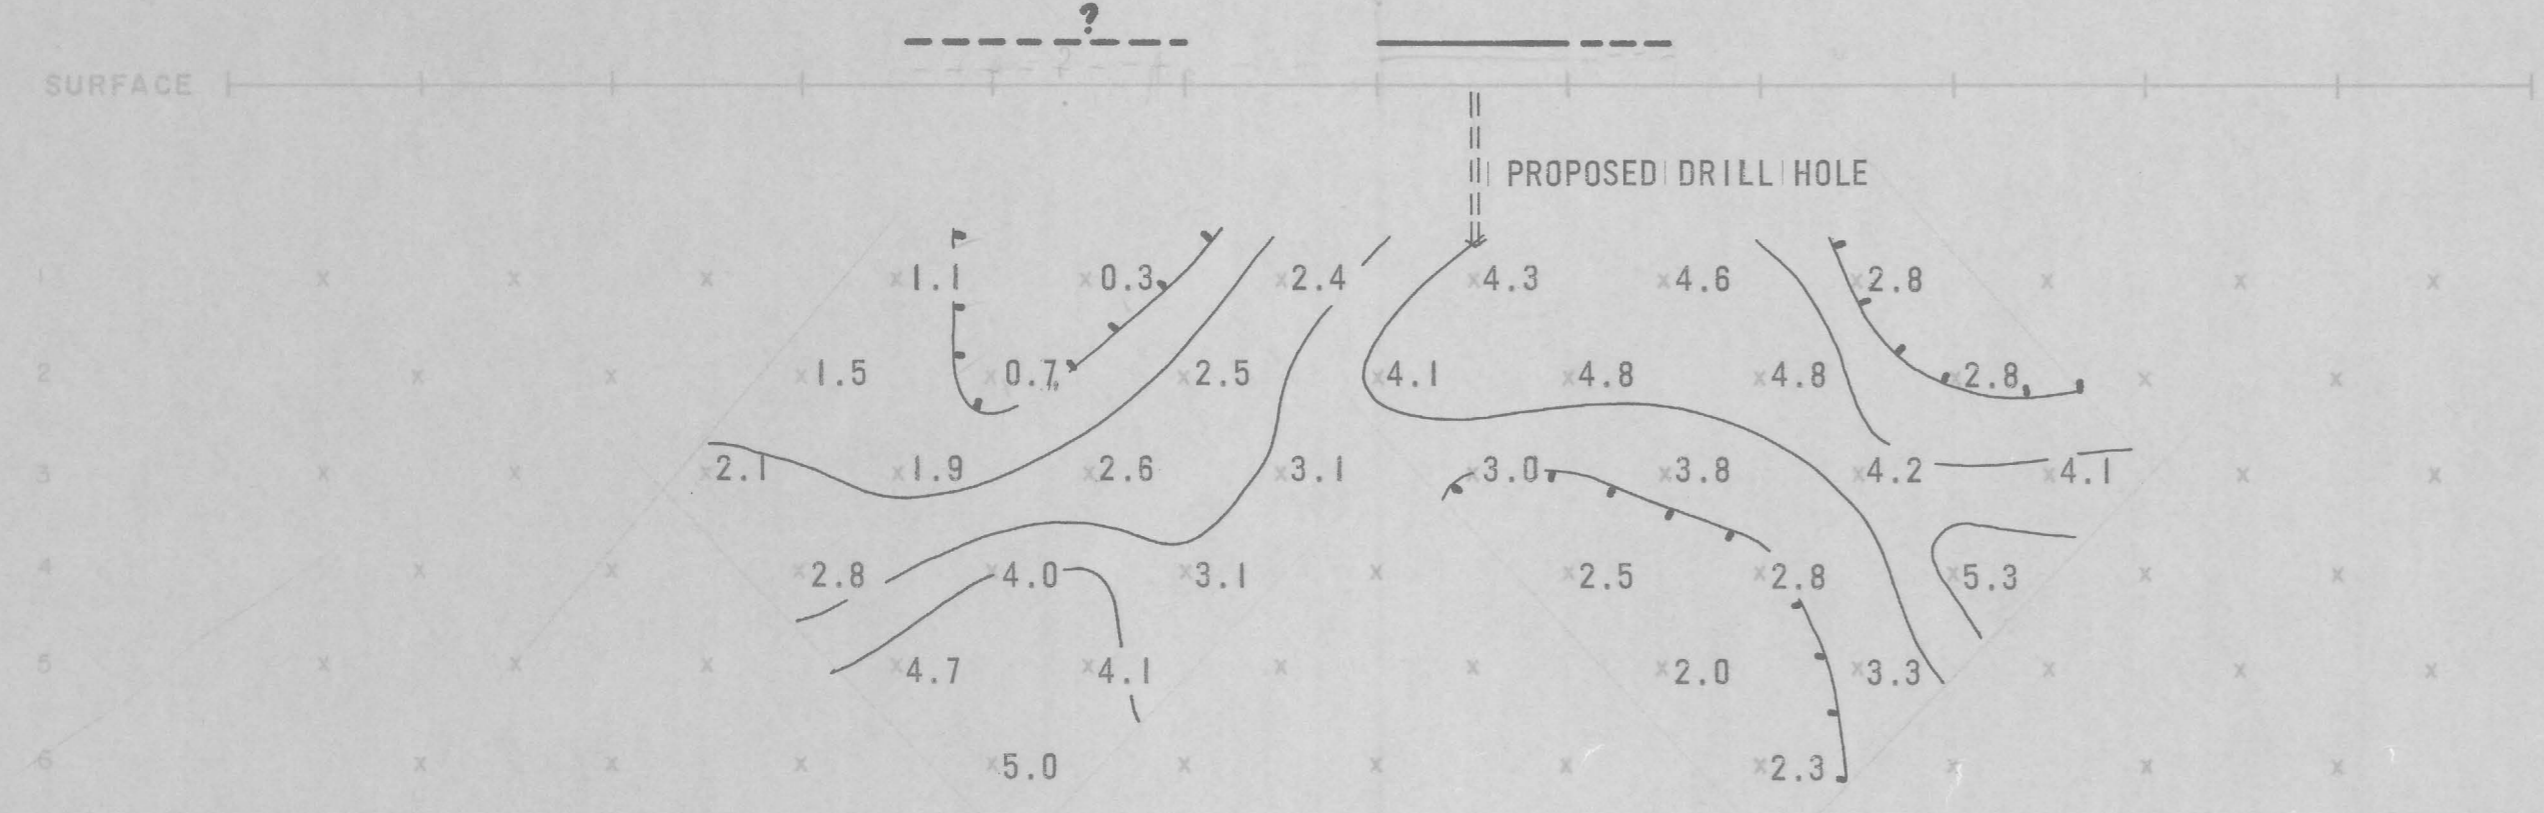 ?
SURFACE
PROPOSED DRILL HOLE
1 1.1 0.3 2.4 4.3 4.6 2.8
2 1.5 0.7 2.5 4.1 4.8 4.8 2.8
3 2.1 1.9 2.6 3.1 3.0 3.8 4.2 4.1
4 2.8 4.0 3.1 2.5 2.8 5.3
5 4.7 4.1 2.0 3.3
6 5.0 2.3